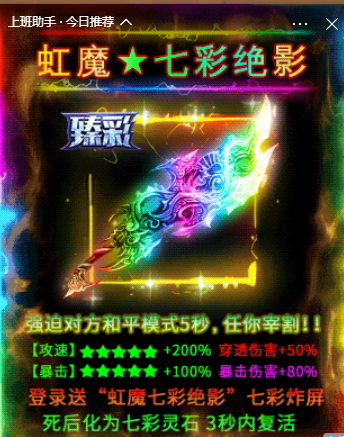 上班助手 · 今日推荐
虹魔★七彩绝影
臻彩
强迫对方和平模式5秒，任你宰割！！
【攻速】★★★★★ +200% 穿透伤害+50%
【暴击】★★★★★ +100% 暴击伤害+80%
登录送“虹魔七彩绝影”七彩炸屏
死后化为七彩灵石 3秒内复活